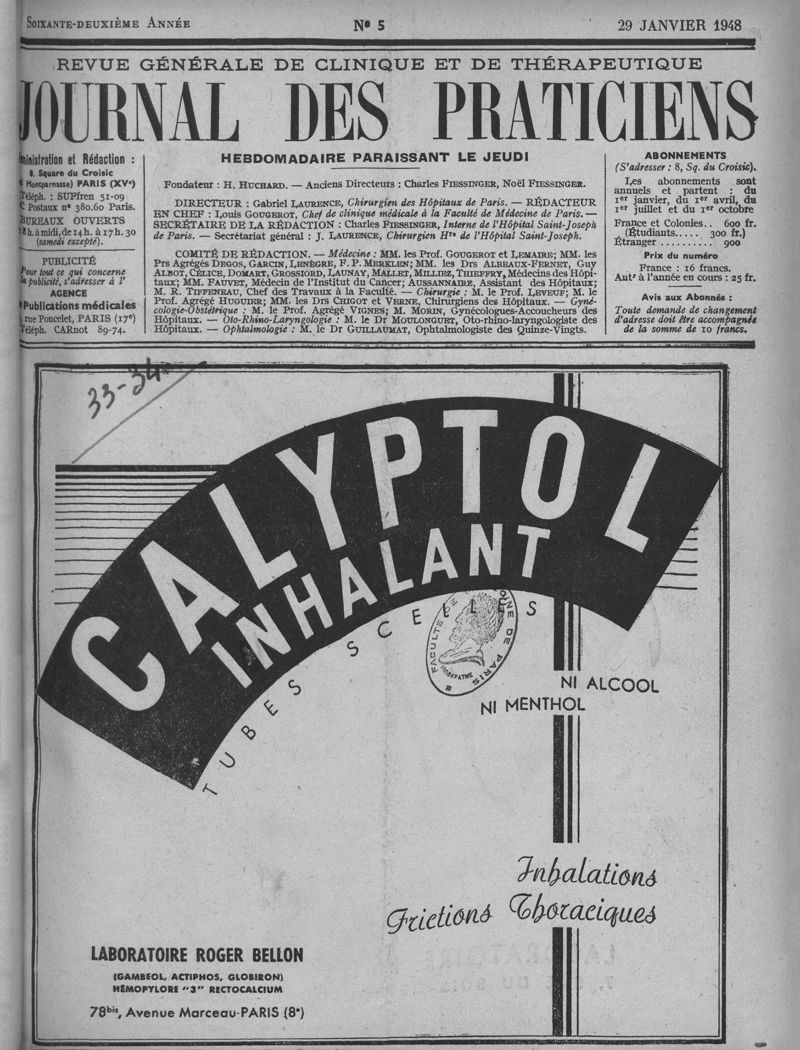 SOIXANTE-DEUXIÈME ANNÉE
Nº 5
29 JANVIER 1948
REVUE GÉNÉRALE DE CLINIQUE ET DE THÉRAPEUTIQUE
JOURNAL DES PRATICIENS
ministration et Rédaction :
8, Square du Croisic
Montparnasse) PARIS (XVe)
Téléph. : SUFfren 51-09
C Postaux nº 380.60 Paris.
BUREAUX OUVERTS
8 h. à midi, de 14 h. à 17 h. 30
(samedi excepté).
PUBLICITÉ
Pour tout ce qui concerne
la publicité, s'adresser à l'
AGENCE
Publications médicales
rue Poncelet, PARIS (17e)
Téléph. CARnot 89-74.
HEBDOMADAIRE PARAISSANT LE JEUDI
Fondateur : H. HUCHARD. — Anciens Directeurs : Charles FIESSINGER, Noël FIESSINGER.
DIRECTEUR : Gabriel LAURENCE, Chirurgien des Hôpitaux de Paris. — RÉDACTEUR
EN CHEF : Louis GOUGEROT, Chef de clinique médicale à la Faculté de Médecine de Paris. —
SECRÉTAIRE DE LA RÉDACTION : Charles FIESSINGER, Interne de l'Hôpital Saint-Joseph
de Paris. — Secrétariat général : J. LAURENCE, Chirurgien Hre de l'Hôpital Saint-Joseph.
COMITÉ DE RÉDACTION. — Médecine : MM. les Prof. GOUGEROT et LEMAIRE; MM. les
Prs Agrégés DEGOS, GARCIN, LENÈGRE, F. P. MERKLEN; MM. les Drs ALBEAUX-FERNET, Guy
ALBOT, CÉLICE, DOMART, GROSSIORD, LAUNAY, MALLET, MILLIEZ, THIEFFRY, Médecins des Hôpi-
taux; MM. FAUVET, Médecin de l'Institut du Cancer; AUSSANNAIRE, Assistant des Hôpitaux;
M. R. TIFFENEAU, Chef des Travaux à la Faculté. — Chirurgie : M. le Prof. LEVEUF; M. le
Prof. Agrégé HUGUIER; MM. les Drs CHIGOT et VERNE, Chirurgiens des Hôpitaux. — Gyné-
cologie-Obstétrique : M. le Prof. Agrégé VIGNES; M. MORIN, Gynécologues-Accoucheurs des
Hôpitaux. — Oto-Rhino-Laryngologie : M. le Dr MOULONGUET, Oto-rhino-laryngologiste des
Hôpitaux. — Ophtalmologie : M. le Dr GUILLAUMAT, Ophtalmologiste des Quinze-Vingts.
ABONNEMENTS
(S'adresser : 8, Sq. du Croisic).
Les abonnements sont
annuels et partent : du
1er janvier, du 1er avril, du
1er juillet et du 1er octobre
France et Colonies.. 600 fr.
(Étudiants..... 300 fr.)
Étranger .......... 900
Prix du numéro
France : 16 francs.
Antr à l'année en cours : 25 fr.
Avis aux Abonnés :
Toute demande de changement
d'adresse doit être accompagnée
de la somme de 10 francs.
33-34
CALYPTOL
INHALANT
TUBES SCELLES
FACULTÉ DE MÉDECINE DE PARIS
NI ALCOOL
NI MENTHOL
Inhalations
Frictions Thoraciques
LABORATOIRE ROGER BELLON
(GAMBEOL, ACTIPHOS, GLOBIRON)
HÉMOPYLORE "3" RECTOCALCIUM
78bis, Avenue Marceau-PARIS (8e)